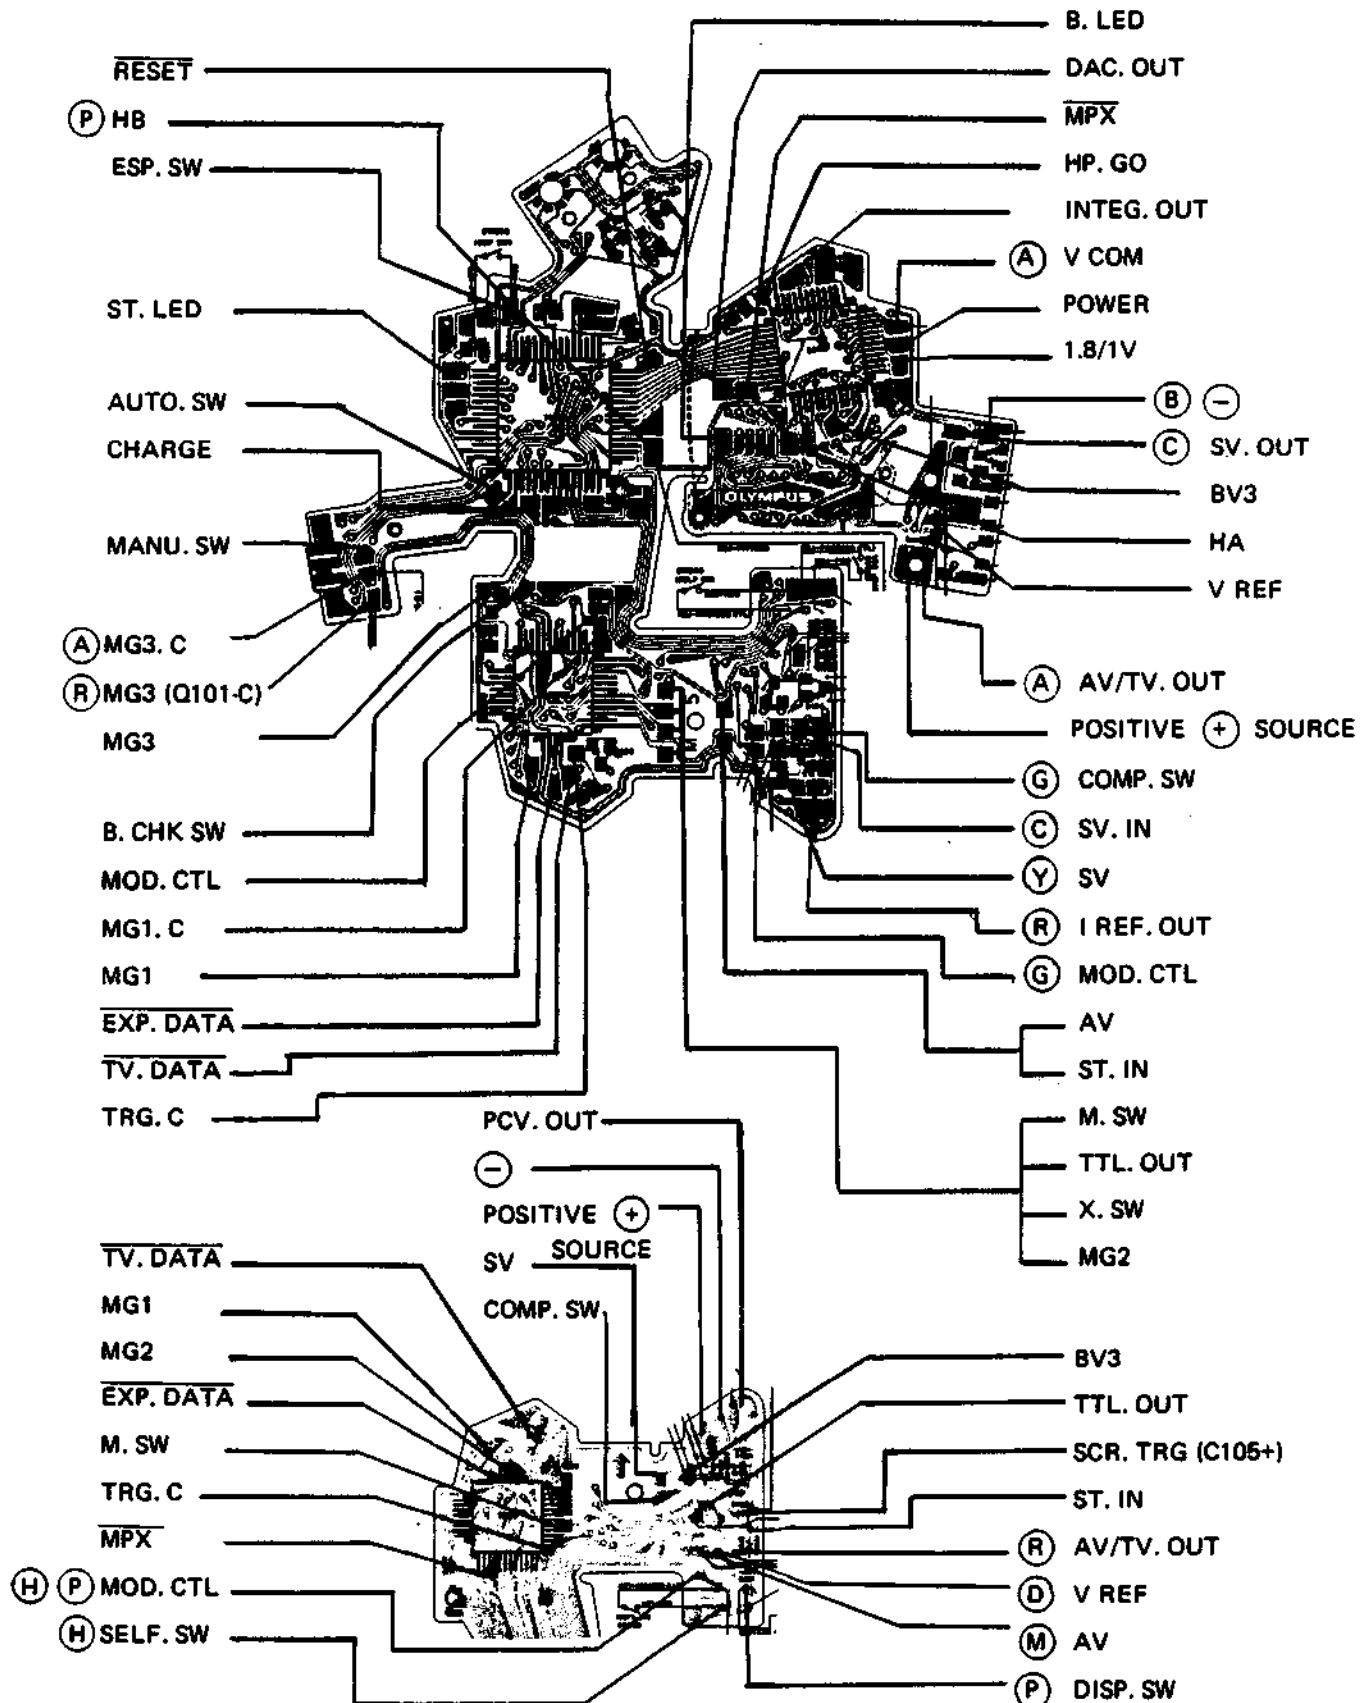 RESET
P HB
ESP. SW
ST. LED
AUTO. SW
CHARGE
MANU. SW
A MG3. C
R MG3 (Q101-C)
MG3
B. CHK SW
MOD. CTL
MG1. C
MG1
EXP. DATA
TV. DATA
TRG. C
B. LED
DAC. OUT
MPX
HP. GO
INTEG. OUT
A V COM
POWER
1.8/1V
B −
C SV. OUT
BV3
HA
V REF
A AV/TV. OUT
POSITIVE + SOURCE
G COMP. SW
C SV. IN
Y SV
R I REF. OUT
G MOD. CTL
AV
ST. IN
M. SW
TTL. OUT
X. SW
MG2
OLYMPUS
PCV. OUT
−
POSITIVE +
SOURCE
SV
COMP. SW
TV. DATA
MG1
MG2
EXP. DATA
M. SW
TRG. C
MPX
H P MOD. CTL
H SELF. SW
BV3
TTL. OUT
SCR. TRG (C105+)
ST. IN
R AV/TV. OUT
D V REF
M AV
P DISP. SW